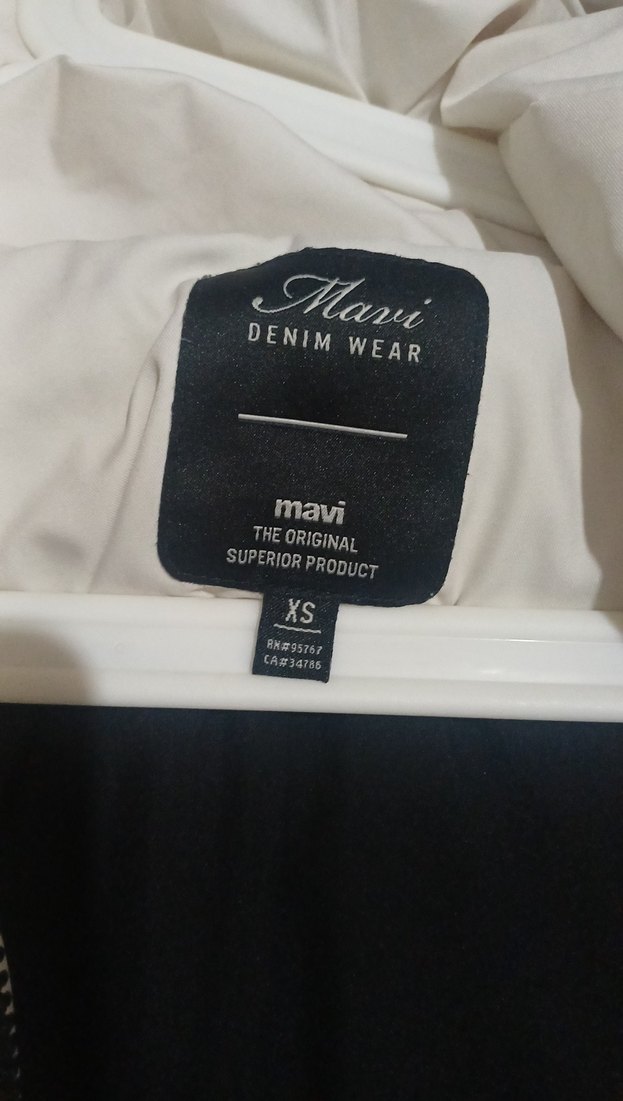 Mavi
DENIM WEAR
mavi
THE ORIGINAL
SUPERIOR PRODUCT
XS
RN#95767
CA#34786